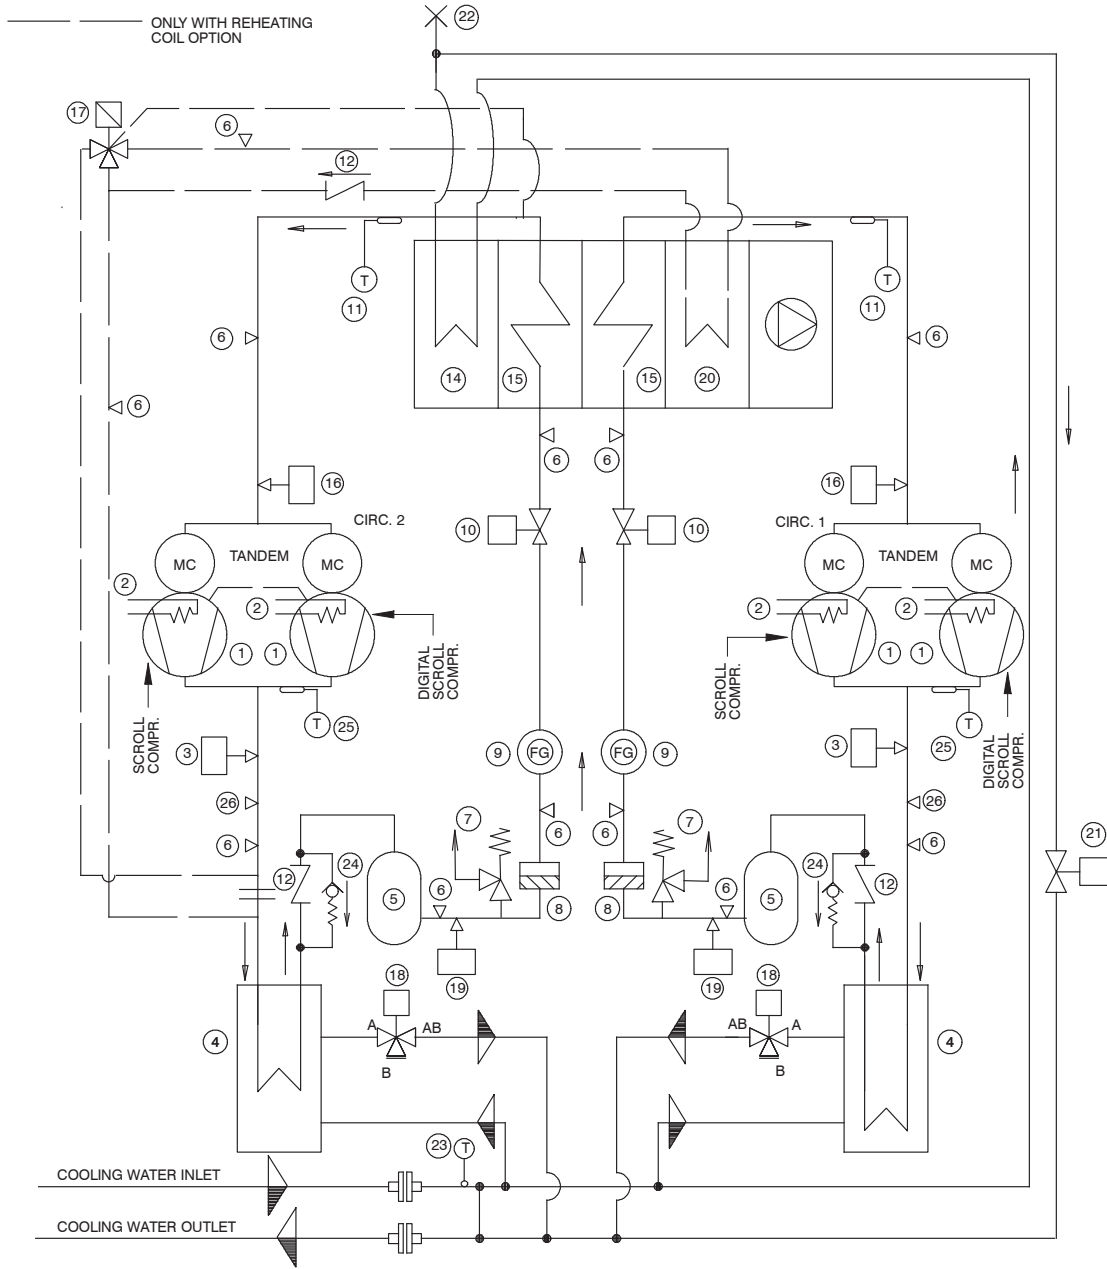 ONLY WITH REHEATING
COIL OPTION
22
17
6
12
T
11
T
11
6
6
6
14
15
15
20
6
6
16
16
10
10
CIRC. 2
CIRC. 1
MC
TANDEM
MC
MC
TANDEM
MC
2
2
2
2
1
1
1
1
DIGITAL
SCROLL
COMPR.
SCROLL
COMPR.
SCROLL
COMPR.
DIGITAL
SCROLL
COMPR.
T
25
T
25
3
3
9
FG
FG
9
26
26
7
7
6
6
6
6
21
12
24
24
12
5
5
6
6
8
8
19
19
18
18
4
4
A
AB
B
AB
A
B
23
T
COOLING WATER INLET
COOLING WATER OUTLET